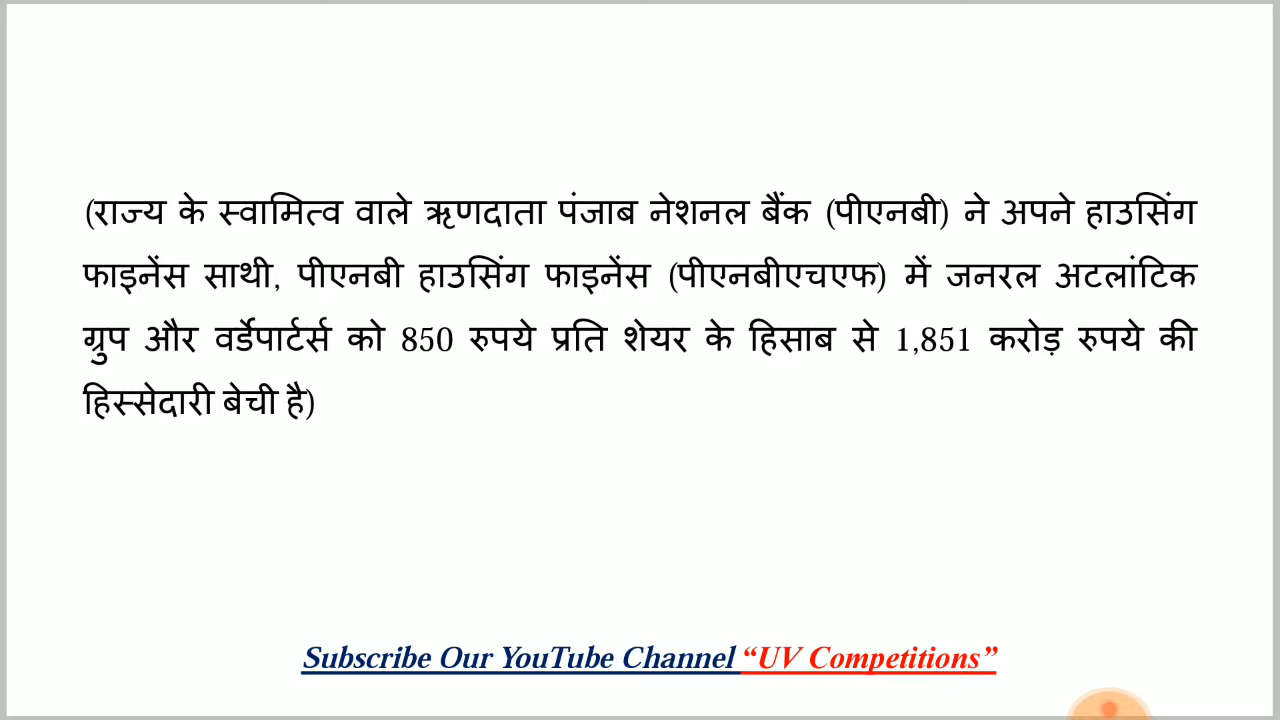 (राज्य के स्वामित्व वाले ऋणदाता पंजाब नेशनल बैंक (पीएनबी) ने अपने हाउसिंग
फाइनेंस साथी, पीएनबी हाउसिंग फाइनेंस (पीएनबीएचएफ) में जनरल अटलांटिक
ग्रुप और वर्डेपार्टर्स को 850 रुपये प्रति शेयर के हिसाब से 1,851 करोड़ रुपये की
हिस्सेदारी बेची है)
Subscribe Our YouTube Channel “UV Competitions”